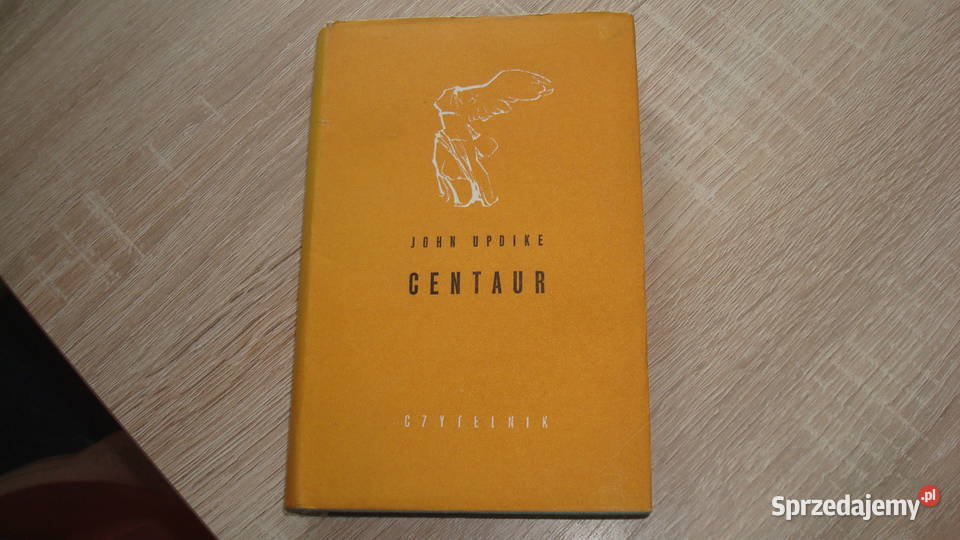 JOHN UPDIKE
CENTAUR
CZYTELNIK
Sprzedajemy.pl